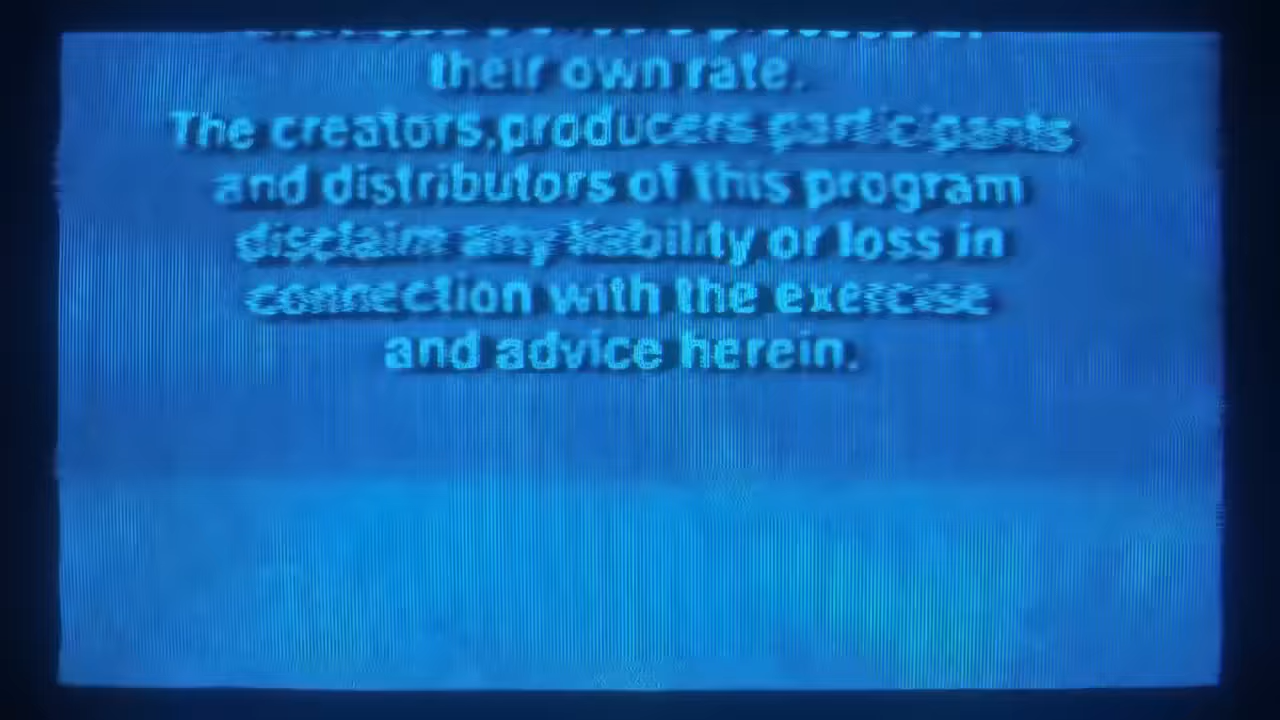 their own rate.
The creators,producers participants
and distributors of this program
disclaim any liability or loss in
connection with the exercise
and advice herein.